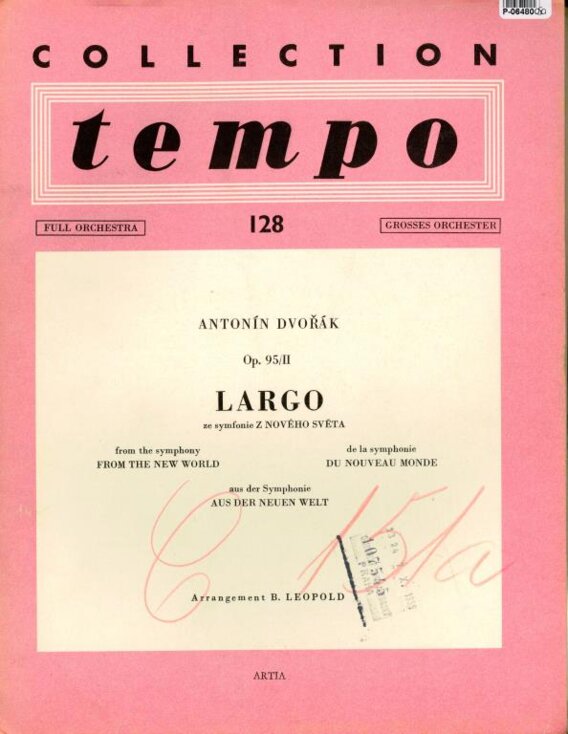 P-06480
COLLECTION
tempo
FULL ORCHESTRA
128
GROSSES ORCHESTER
ANTONÍN DVOŘÁK
Op. 95/II
LARGO
ze symfonie Z NOVÉHO SVĚTA
from the symphony
FROM THE NEW WORLD
de la symphonie
DU NOUVEAU MONDE
aus der Symphonie
AUS DER NEUEN WELT
Arrangement B. LEOPOLD
PRAHA
ARTIA